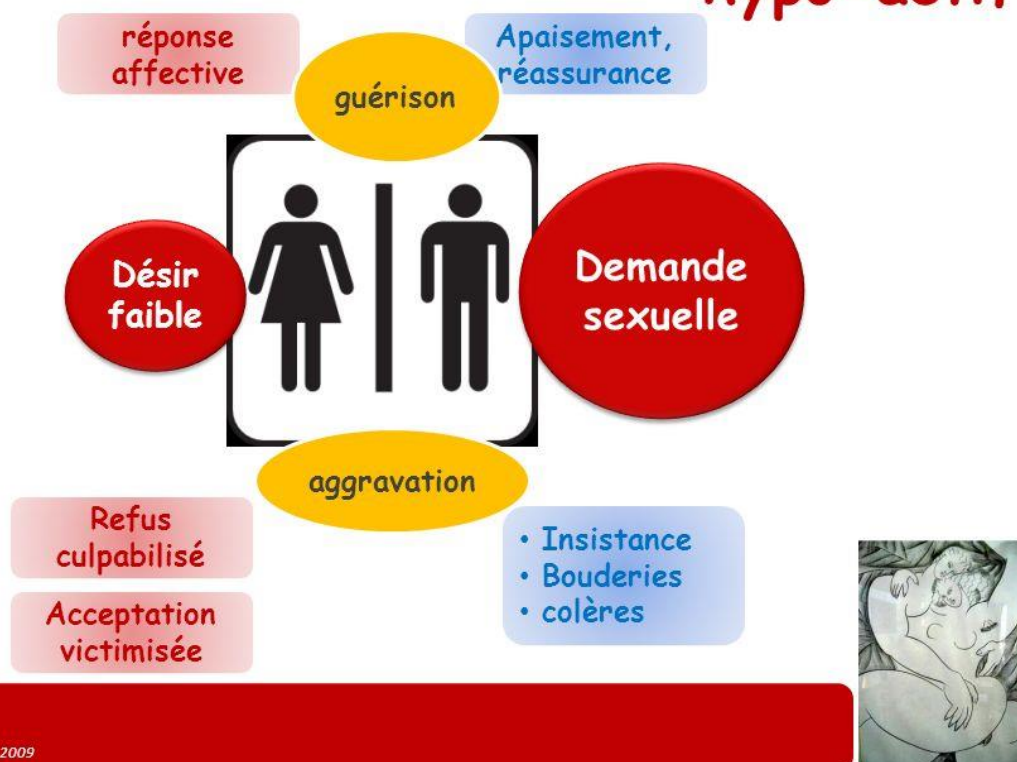 réponse
affective
Apaisement,
réassurance
guérison
Désir
faible
Demande
sexuelle
aggravation
Refus
culpabilisé
Acceptation
victimisée
• Insistance
• Bouderies
• colères
2009